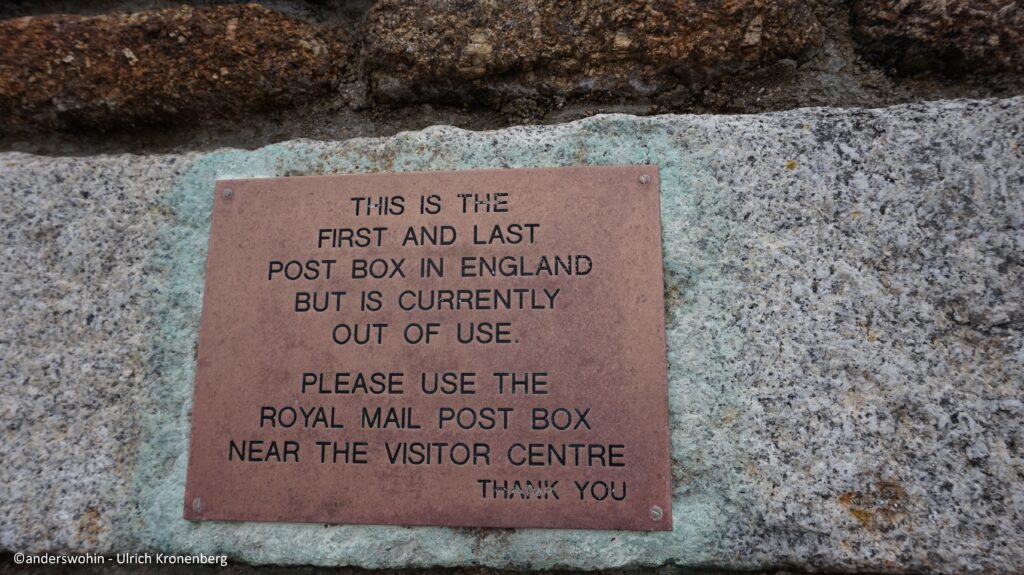 THIS IS THE
FIRST AND LAST
POST BOX IN ENGLAND
BUT IS CURRENTLY
OUT OF USE.
PLEASE USE THE
ROYAL MAIL POST BOX
NEAR THE VISITOR CENTRE
THANK YOU
©anderswohin - Ulrich Kronenberg